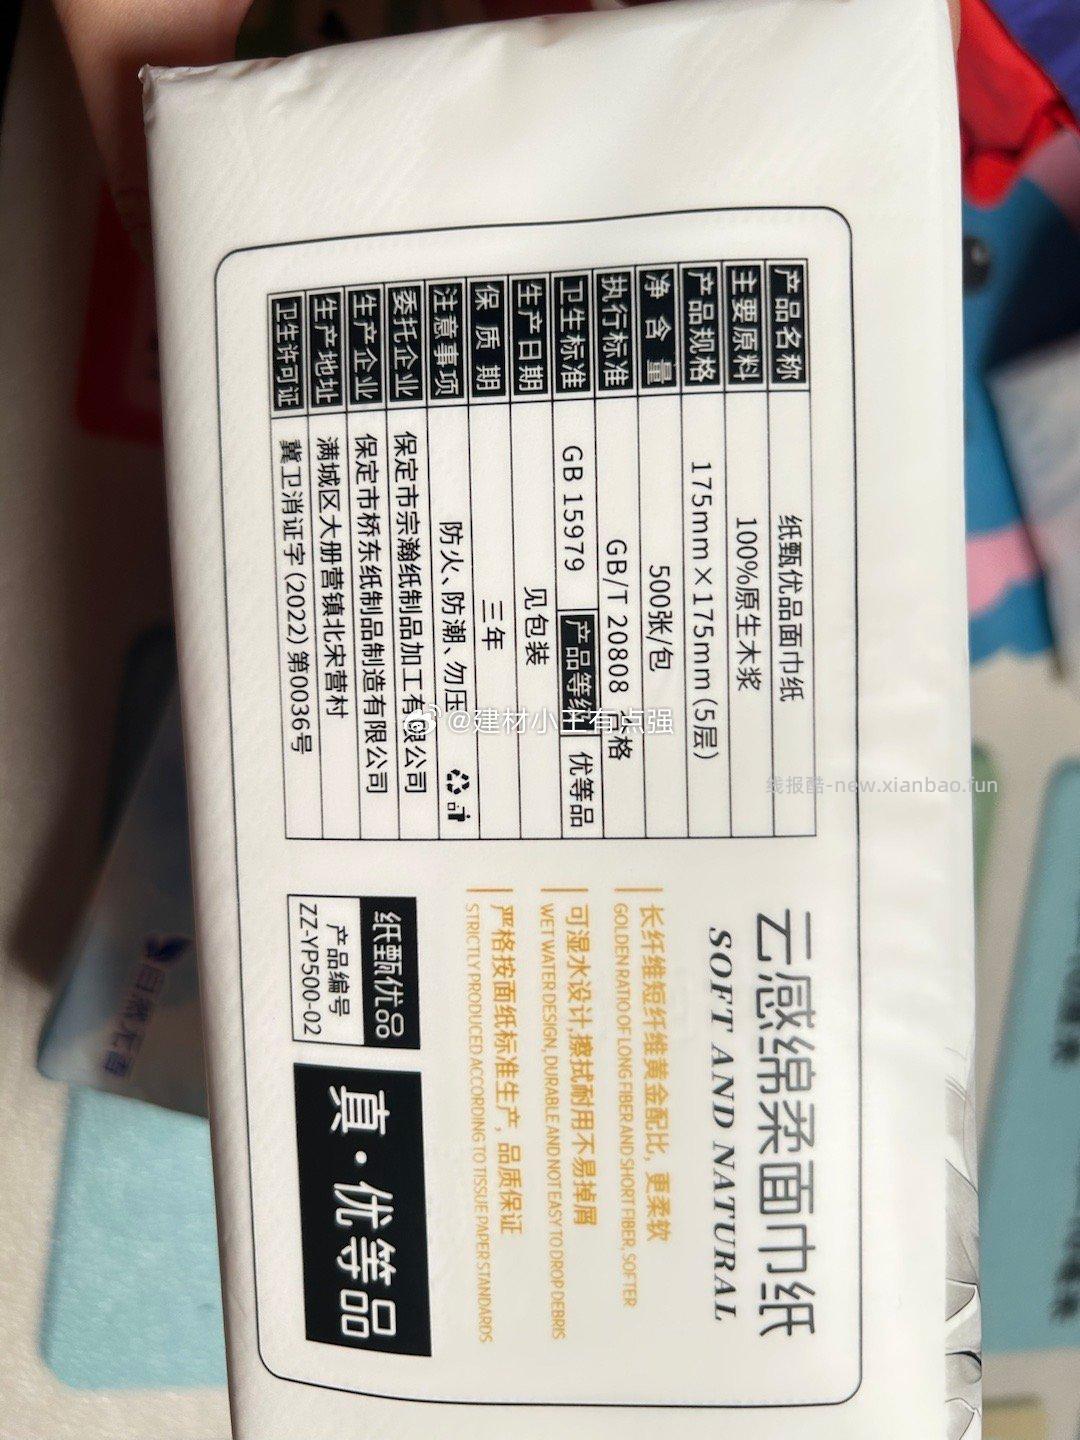 产品名称 纸甄优品面巾纸
主要原料 100%原生木浆
产品规格 175mm×175mm(5层)
净含量 500张/包
执行标准 GB/T 20808 合格
卫生标准 GB 15979 产品等级 优等品
生产日期 见包装
保质期 三年
注意事项 防火、防潮、勿压
委托企业 保定市宗瀚纸制品加工有限公司
生产企业 保定市桥东纸制品制造有限公司
生产地址 满城区大册营镇北宋营村
卫生许可证 冀卫消证字(2022)第0036号
云感绵柔面巾纸
SOFT AND NATURAL
长纤维短纤维黄金配比,更柔软
GOLDEN RATIO OF LONG FIBER AND SHORT FIBER, SOFTER
可湿水设计,擦拭耐用不易掉屑
WET WATER DESIGN, DURABLE AND NOT EASY TO DROP DEBRIS
严格按面纸标准生产,品质保证
STRICTLY PRODUCED ACCORDING TO TISSUE PAPER STANDARDS
纸甄优品
产品编号
ZZ-YP500-02
真·优等品
@建材小王有点强
线报酷-new.xianbao.fun